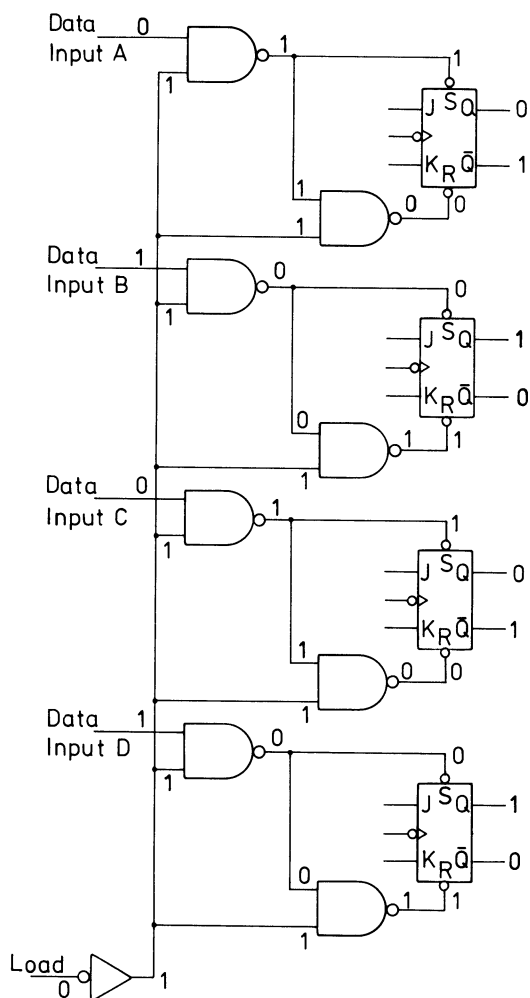 Data 0
Input A 1
1 1
J S Q 0
K R Q̄ 1
1
1 0 0
Data 1
Input B 1
0 0
J S Q 1
K R Q̄ 0
0
1 1 1
Data 0
Input C 1
1 1
J S Q 0
K R Q̄ 1
1
1 0 0
Data 1
Input D 1
0 0
J S Q 1
K R Q̄ 0
0
1 1 1
Load 0 1